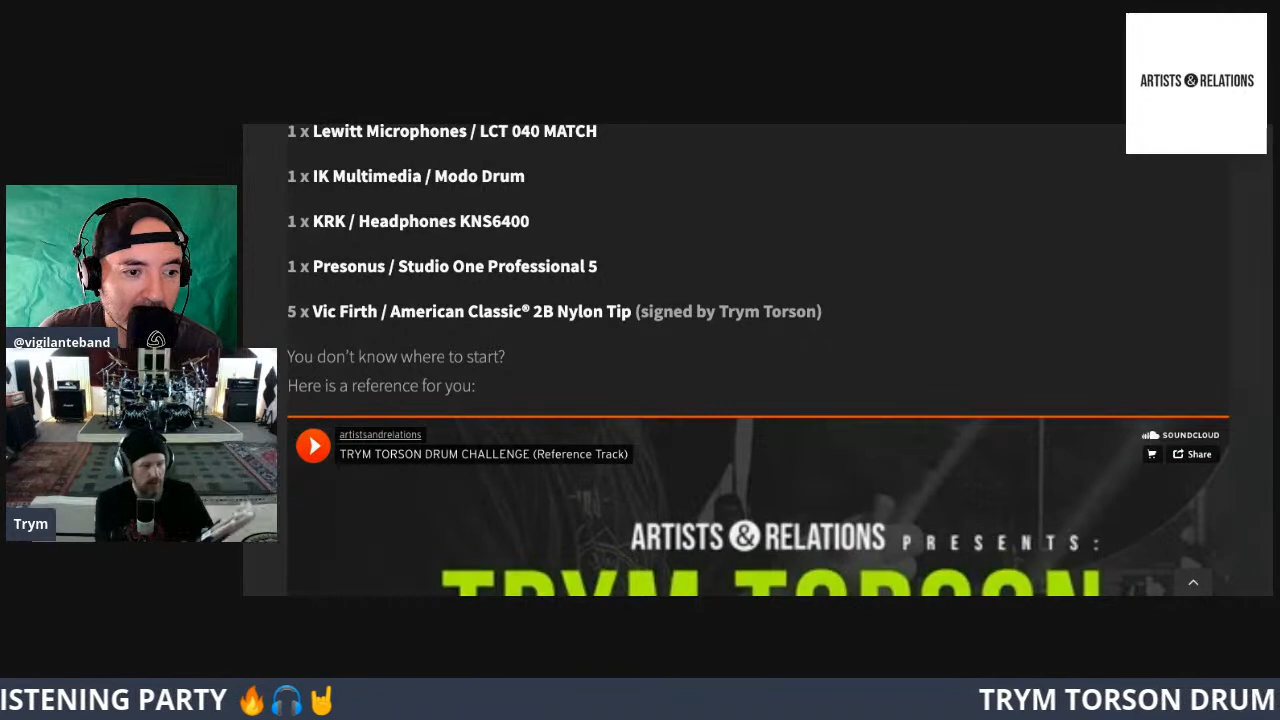 ARTISTS & RELATIONS
1 x Lewitt Microphones / LCT 040 MATCH
1 x IK Multimedia / Modo Drum
1 x KRK / Headphones KNS6400
1 x Presonus / Studio One Professional 5
5 x Vic Firth / American Classic® 2B Nylon Tip (signed by Trym Torson)
@vigilanteband
You don't know where to start?
Here is a reference for you:
artistsandrelations
SOUNDCLOUD
TRYM TORSON DRUM CHALLENGE (Reference Track)
Share
Trym
ARTISTS & RELATIONS PRESENTS:
TRYM TORSON
ISTENING PARTY 🔥🎧🤘 TRYM TORSON DRUM